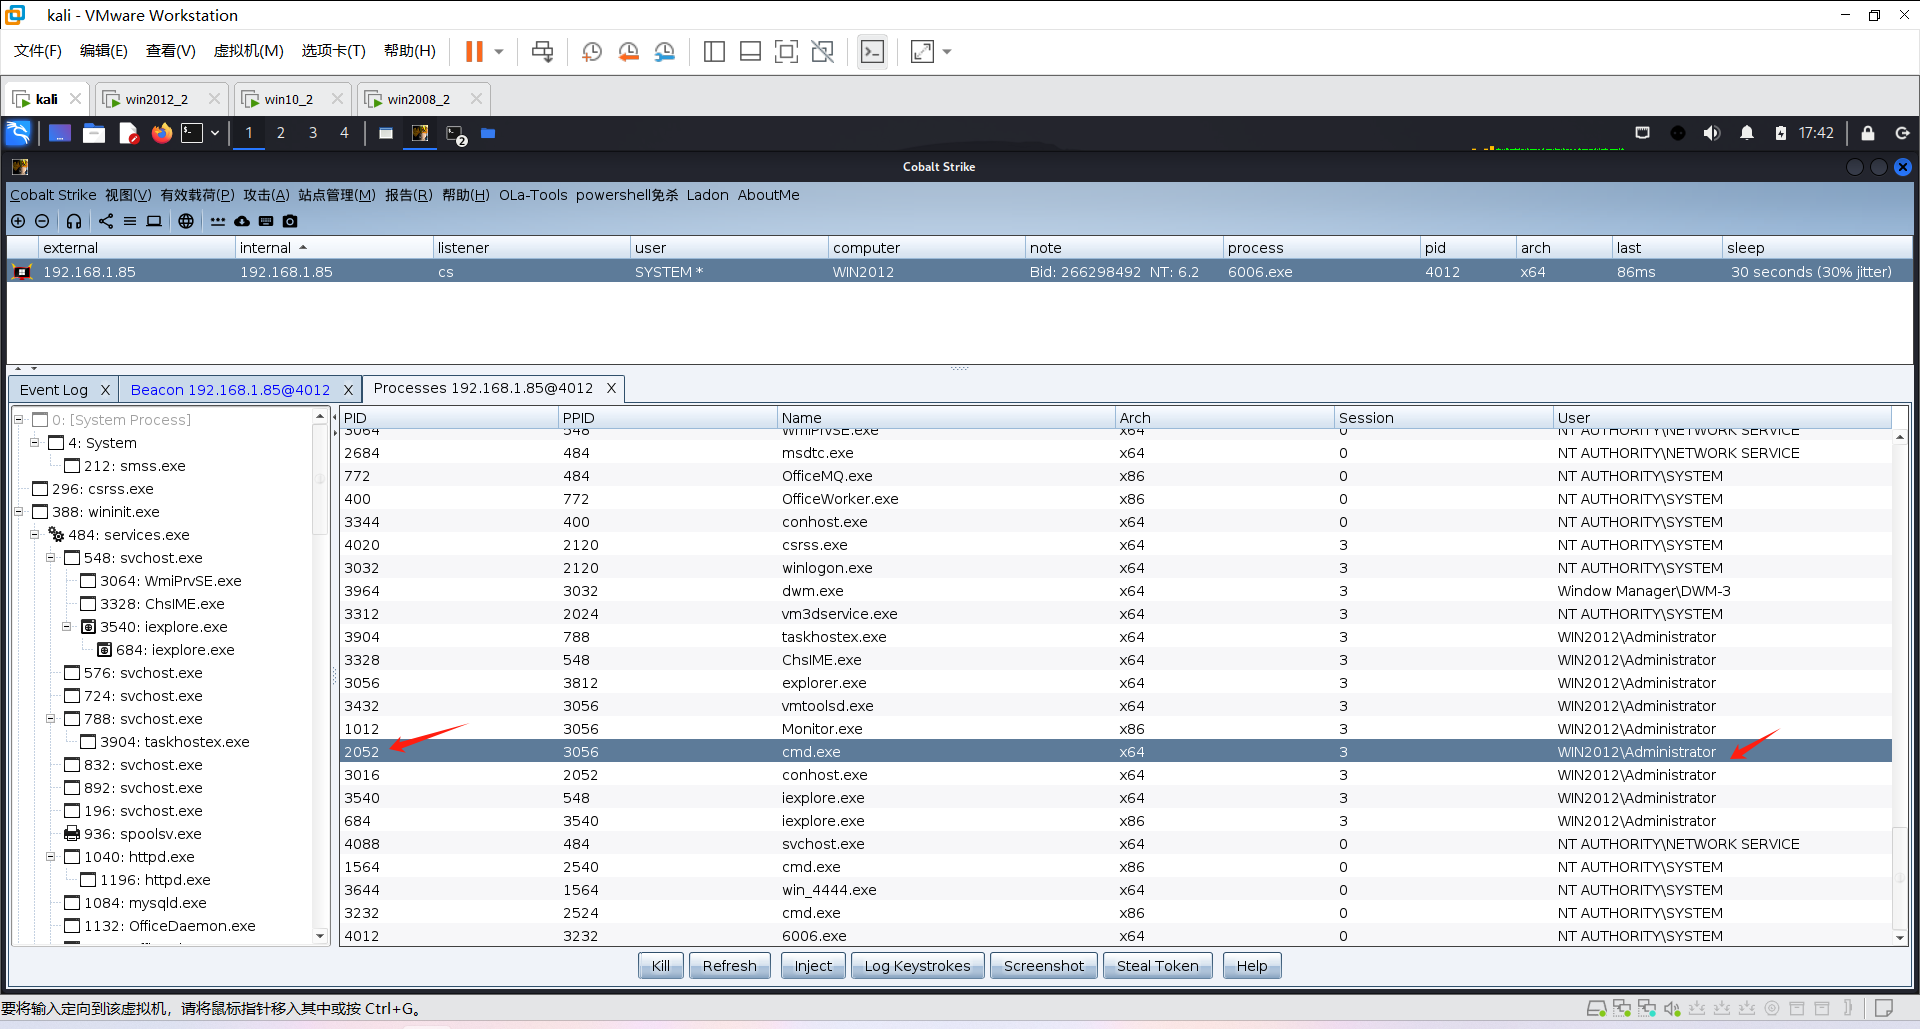 kali - VMware Workstation
文件(F) 编辑(E) 查看(V) 虚拟机(M) 选项卡(T) 帮助(H)
kali win2012_2 win10_2 win2008_2
1 2 3 4 2 17:42
Cobalt Strike
Cobalt Strike 视图(V) 有效载荷(P) 攻击(A) 站点管理(M) 报告(R) 帮助(H) OLa-Tools powershell免杀 Ladon AboutMe
external internal listener user computer note process pid arch last sleep
192.168.1.85 192.168.1.85 cs SYSTEM * WIN2012 Bid: 266298492 NT: 6.2 6006.exe 4012 x64 86ms 30 seconds (30% jitter)
Event Log X Beacon 192.168.1.85@4012 X Processes 192.168.1.85@4012 X
0: [System Process]
4: System
212: smss.exe
296: csrss.exe
388: wininit.exe
484: services.exe
548: svchost.exe
3064: WmiPrvSE.exe
3328: ChsIME.exe
3540: iexplore.exe
684: iexplore.exe
576: svchost.exe
724: svchost.exe
788: svchost.exe
3904: taskhostex.exe
832: svchost.exe
892: svchost.exe
196: svchost.exe
936: spoolsv.exe
1040: httpd.exe
1196: httpd.exe
1084: mysqld.exe
1132: OfficeDaemon.exe
PID PPID Name Arch Session User
3064 548 WmiPrvSE.exe x64 0 NT AUTHORITY\NETWORK SERVICE
2684 484 msdtc.exe x64 0 NT AUTHORITY\NETWORK SERVICE
772 484 OfficeMQ.exe x86 0 NT AUTHORITY\SYSTEM
400 772 OfficeWorker.exe x86 0 NT AUTHORITY\SYSTEM
3344 400 conhost.exe x64 0 NT AUTHORITY\SYSTEM
4020 2120 csrss.exe x64 3 NT AUTHORITY\SYSTEM
3032 2120 winlogon.exe x64 3 NT AUTHORITY\SYSTEM
3964 3032 dwm.exe x64 3 Window Manager\DWM-3
3312 2024 vm3dservice.exe x64 3 NT AUTHORITY\SYSTEM
3904 788 taskhostex.exe x64 3 WIN2012\Administrator
3328 548 ChsIME.exe x64 3 WIN2012\Administrator
3056 3812 explorer.exe x64 3 WIN2012\Administrator
3432 3056 vmtoolsd.exe x64 3 WIN2012\Administrator
1012 3056 Monitor.exe x86 3 WIN2012\Administrator
2052 3056 cmd.exe x64 3 WIN2012\Administrator
3016 2052 conhost.exe x64 3 WIN2012\Administrator
3540 548 iexplore.exe x64 3 WIN2012\Administrator
684 3540 iexplore.exe x86 3 WIN2012\Administrator
4088 484 svchost.exe x64 0 NT AUTHORITY\NETWORK SERVICE
1564 2540 cmd.exe x86 0 NT AUTHORITY\SYSTEM
3644 1564 win_4444.exe x64 0 NT AUTHORITY\SYSTEM
3232 2524 cmd.exe x86 0 NT AUTHORITY\SYSTEM
4012 3232 6006.exe x64 0 NT AUTHORITY\SYSTEM
Kill Refresh Inject Log Keystrokes Screenshot Steal Token Help
要将输入定向到该虚拟机，请将鼠标指针移入其中或按 Ctrl+G。